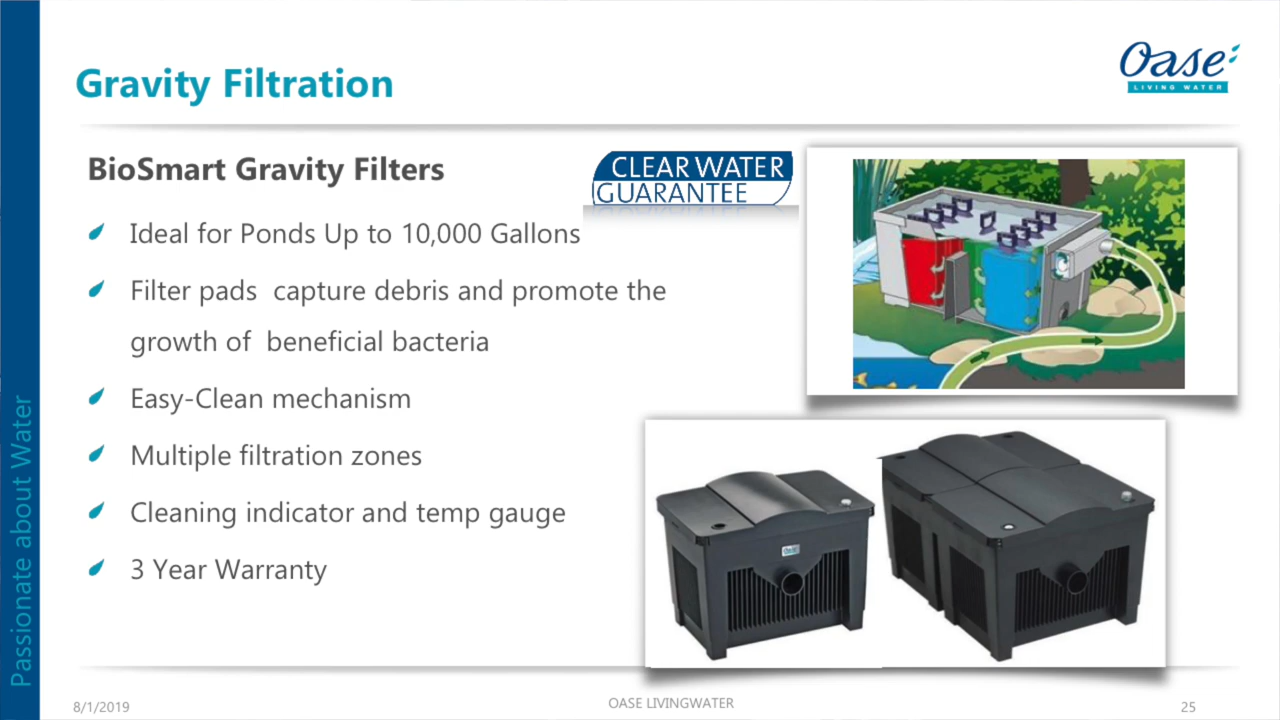 Gravity Filtration
Oase
LIVING WATER
BioSmart Gravity Filters
CLEAR WATER
GUARANTEE
Ideal for Ponds Up to 10,000 Gallons
Filter pads  capture debris and promote the
growth of  beneficial bacteria
Easy-Clean mechanism
Multiple filtration zones
Cleaning indicator and temp gauge
3 Year Warranty
Oase
Passionate about Water
8/1/2019
OASE LIVINGWATER
25